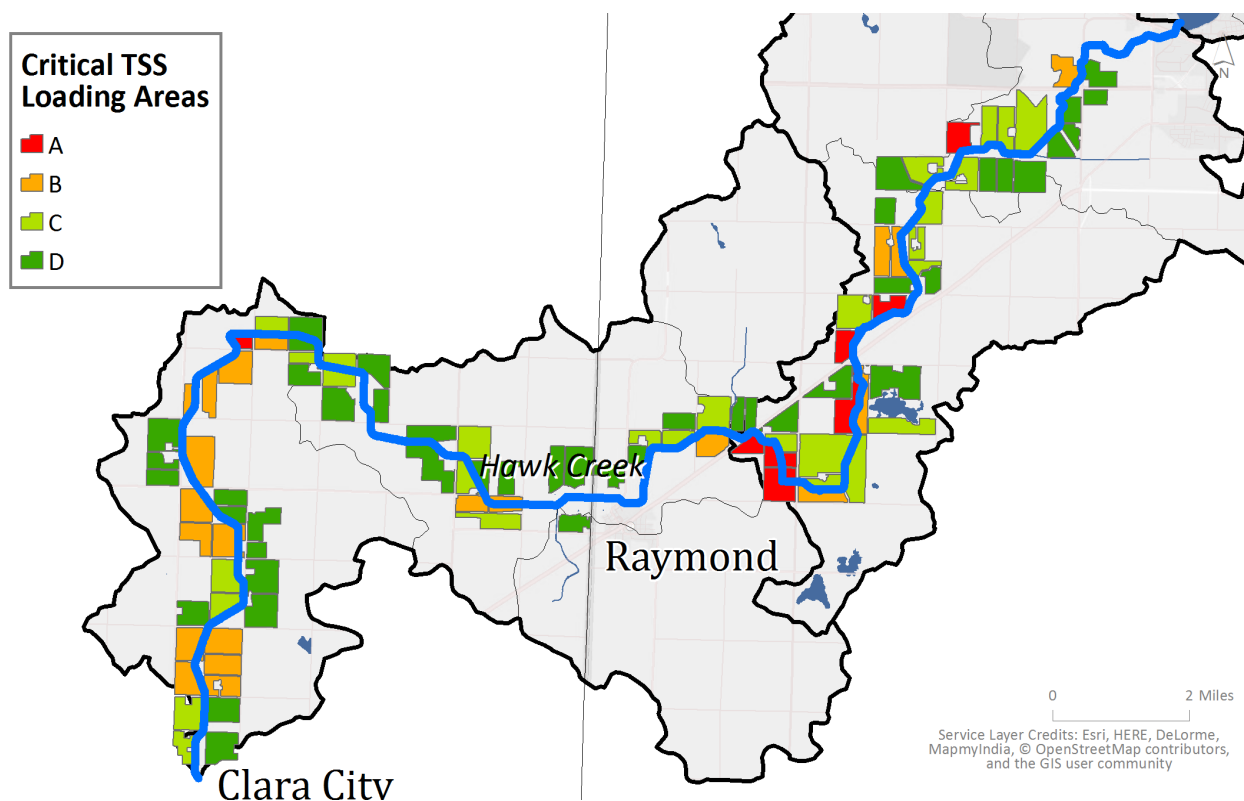 Critical TSS
Loading Areas
A
B
C
D
N
Hawk Creek
Raymond
Clara City
0 2 Miles
Service Layer Credits: Esri, HERE, DeLorme,
MapmyIndia, © OpenStreetMap contributors,
and the GIS user community